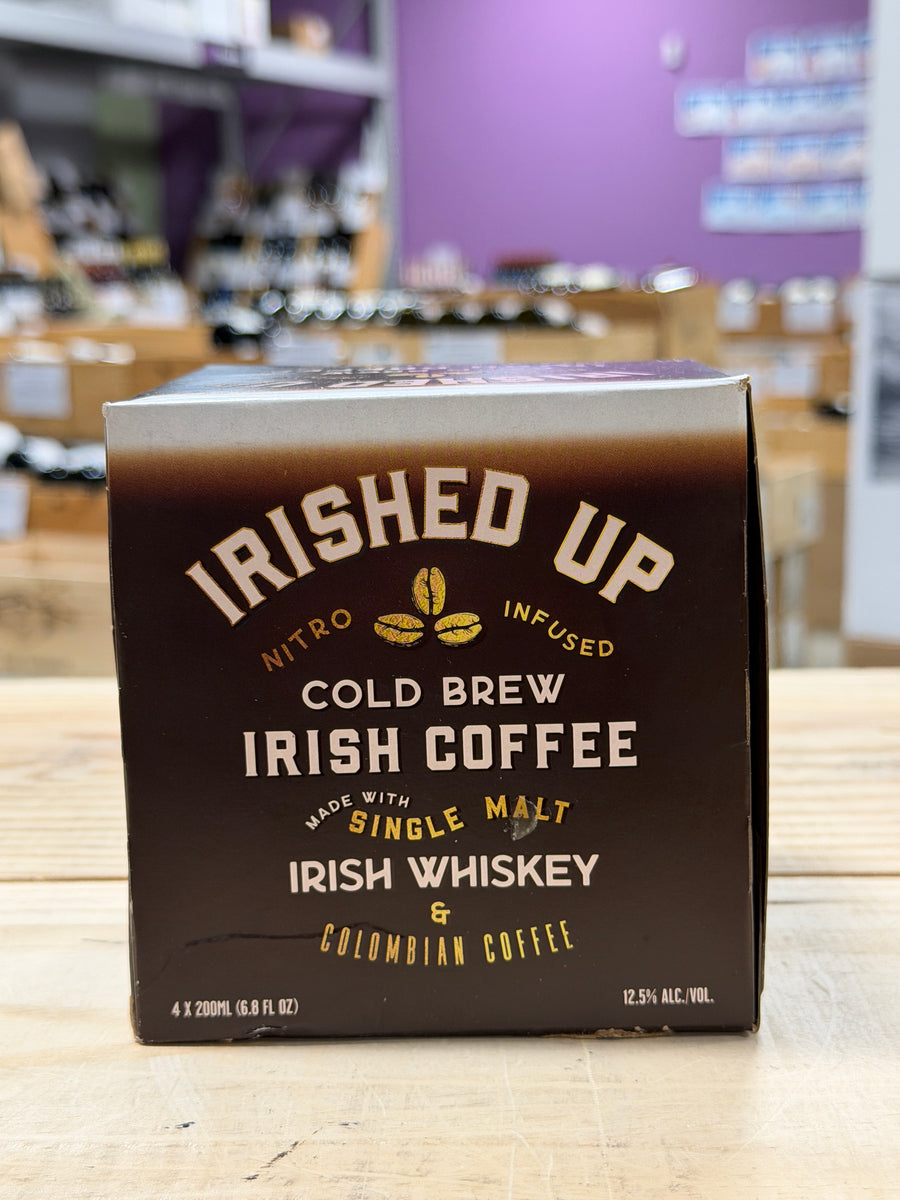 IRISHED UP
NITRO INFUSED
COLD BREW
IRISH COFFEE
MADE WITH
SINGLE MALT
IRISH WHISKEY
&
COLOMBIAN COFFEE
4 X 200ML (6.8 FL OZ)
12.5% ALC./VOL.